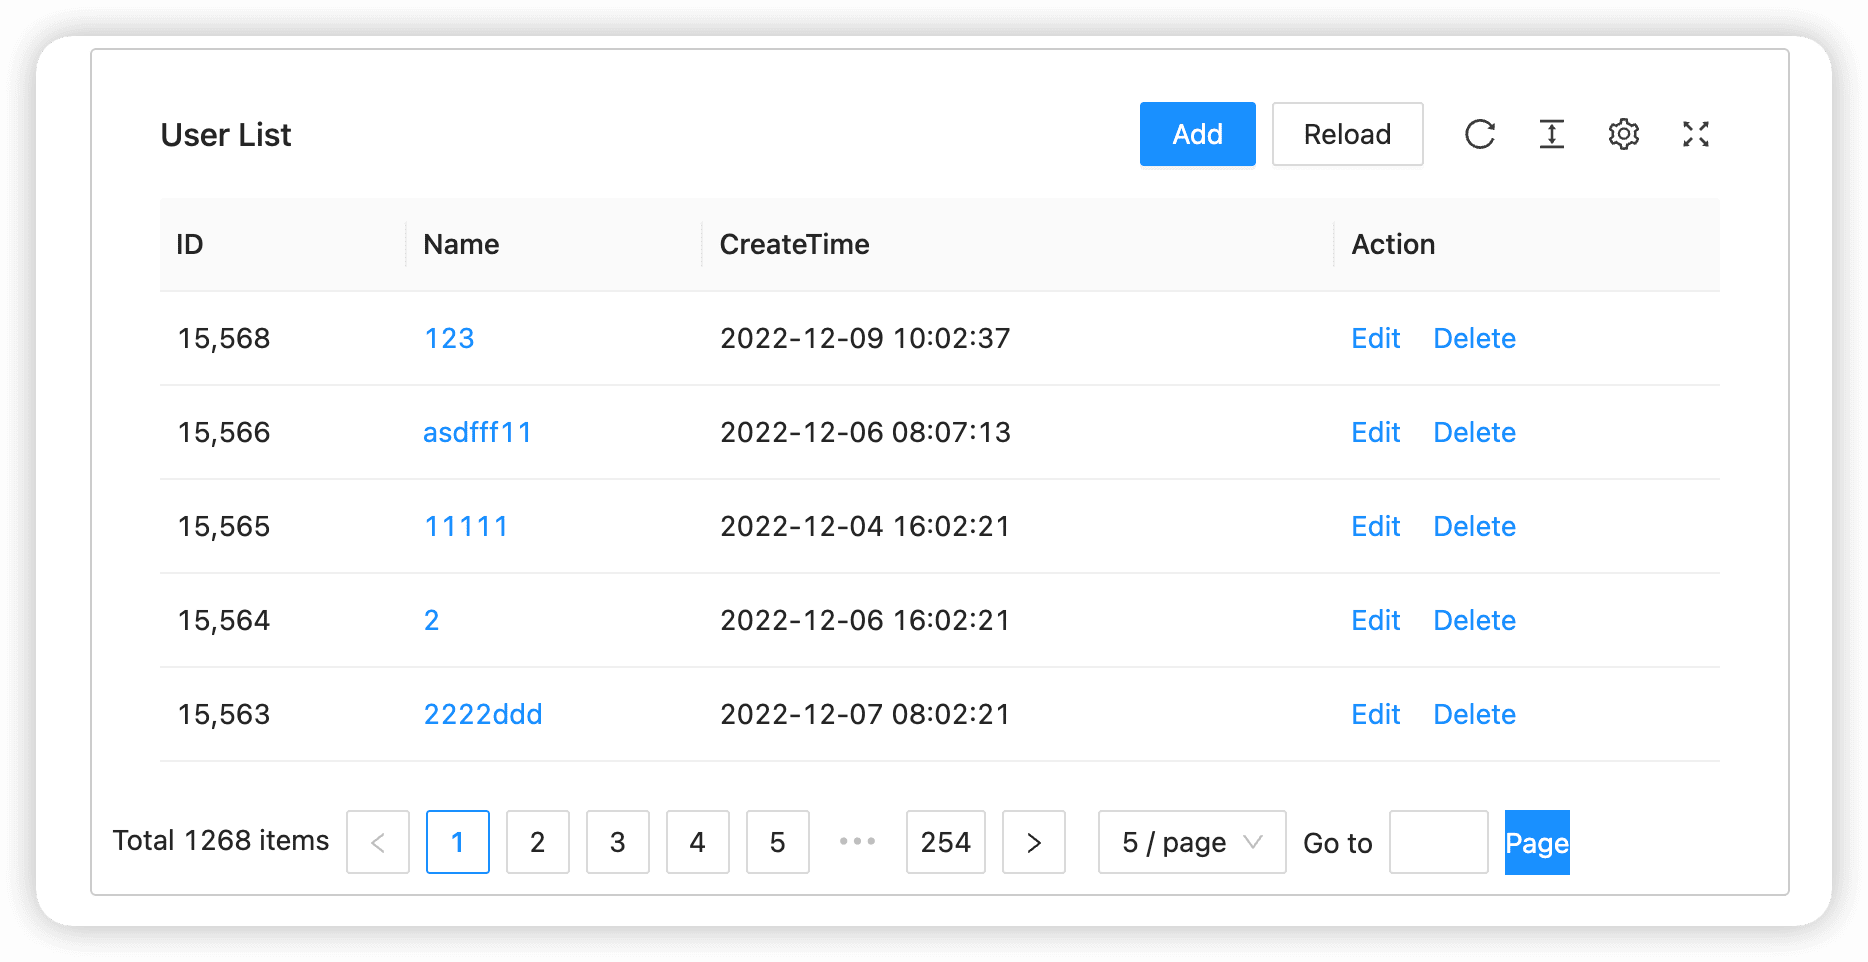 User List Add Reload
ID Name CreateTime Action
15,568 123 2022-12-09 10:02:37 Edit Delete
15,566 asdfff11 2022-12-06 08:07:13 Edit Delete
15,565 11111 2022-12-04 16:02:21 Edit Delete
15,564 2 2022-12-06 16:02:21 Edit Delete
15,563 2222ddd 2022-12-07 08:02:21 Edit Delete
Total 1268 items < 1 2 3 4 5 ••• 254 > 5 / page Go to Page